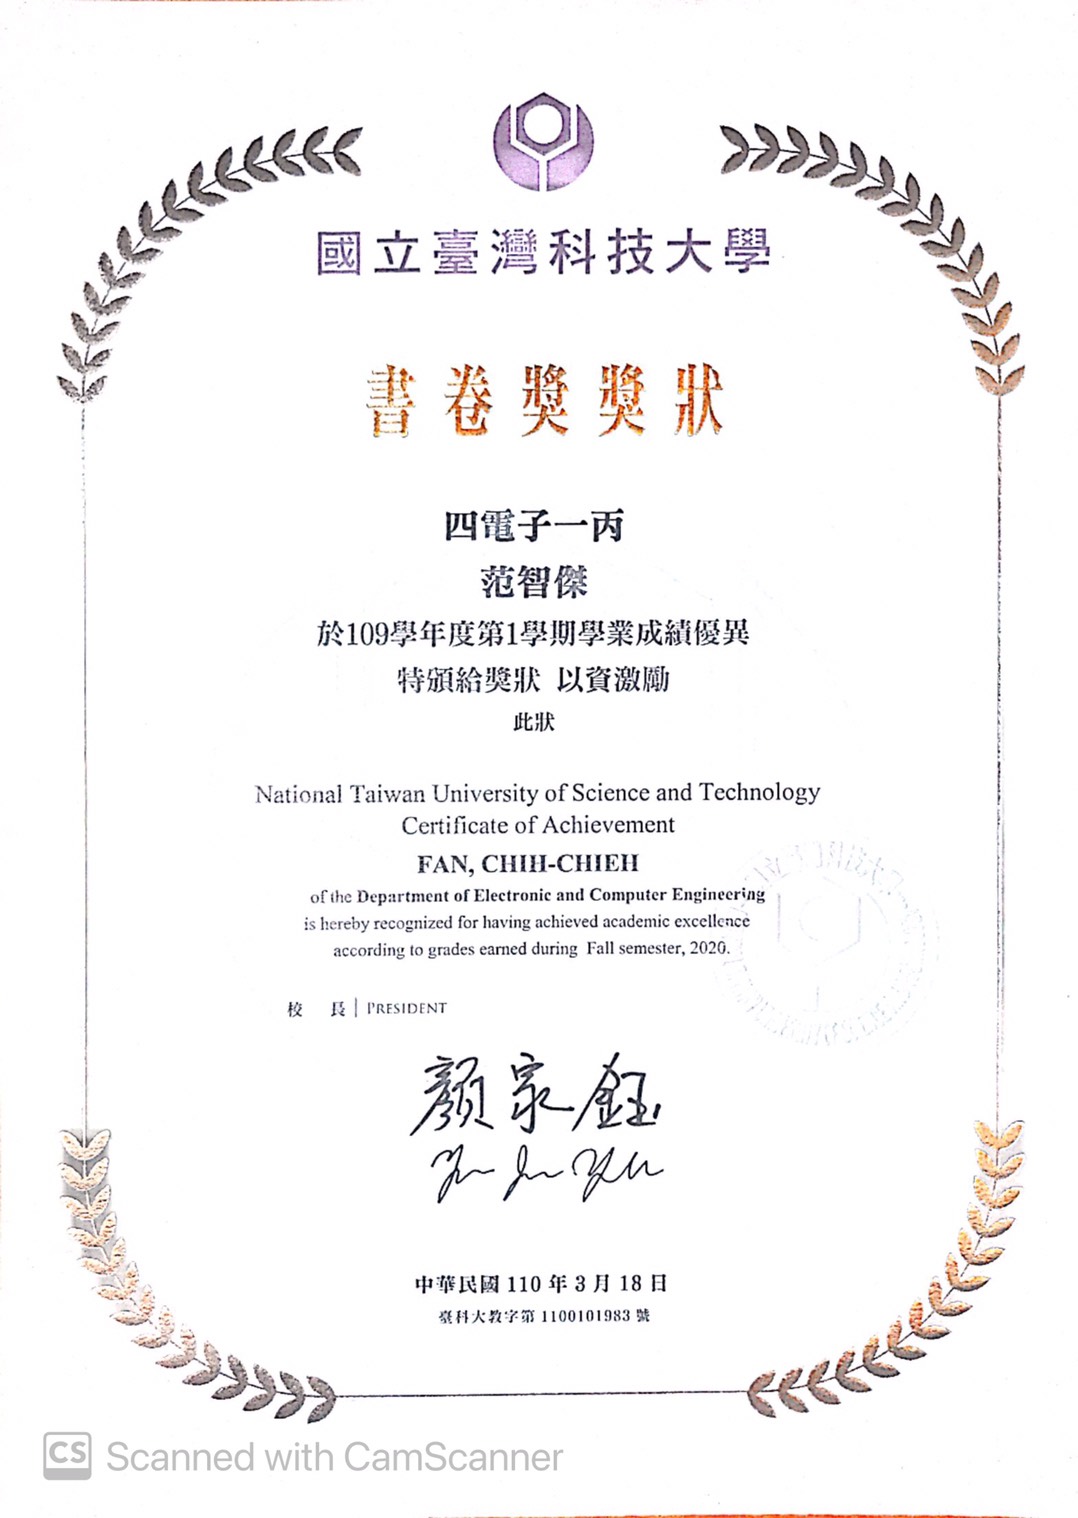 國立臺灣科技大學
書卷獎獎狀
四電子一丙
范智傑
於109學年度第1學期學業成績優異
特頒給獎狀 以資激勵
此狀
National Taiwan University of Science and Technology
Certificate of Achievement
FAN, CHIH-CHIEH
of the Department of Electronic and Computer Engineering
is hereby recognized for having achieved academic excellence
according to grades earned during Fall semester, 2020.
校 長 | PRESIDENT
顏家鈺
中華民國 110 年 3 月 18 日
臺科大教字第 1100101983 號
CS Scanned with CamScanner